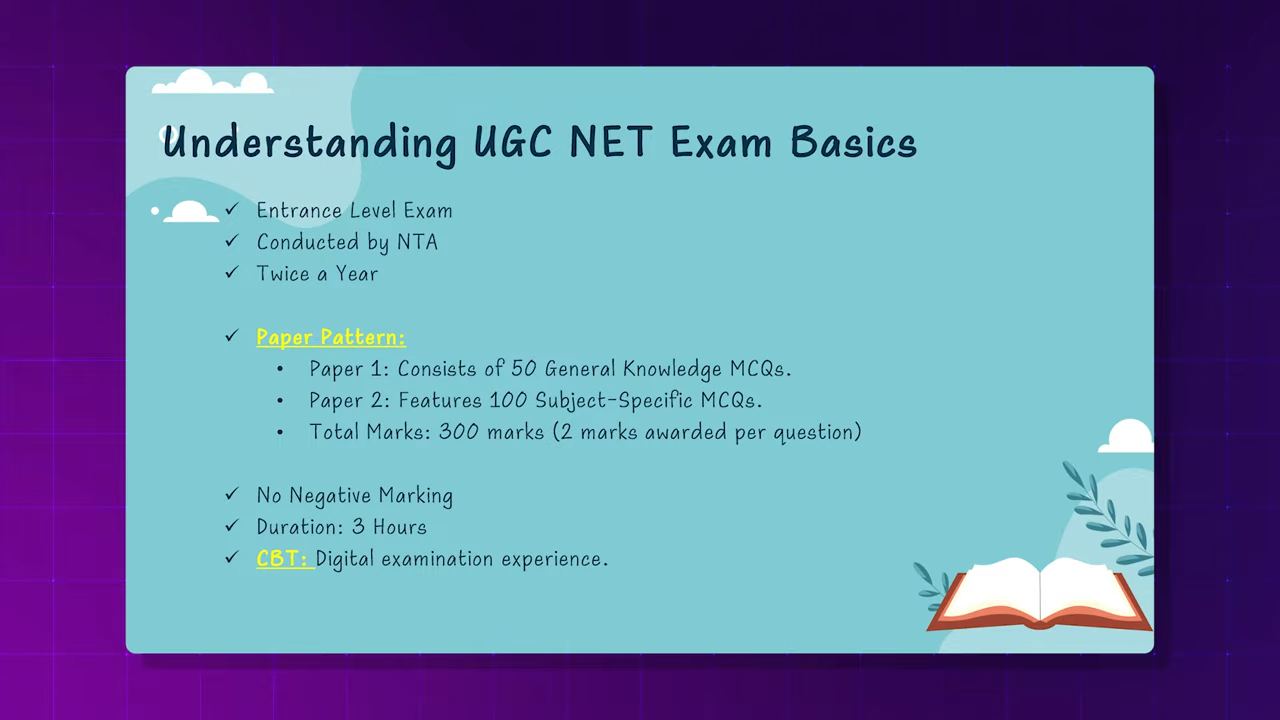 Understanding UGC NET Exam Basics
✓ Entrance Level Exam
✓ Conducted by NTA
✓ Twice a Year
✓ Paper Pattern:
• Paper 1: Consists of 50 General Knowledge MCQs.
• Paper 2: Features 100 Subject-Specific MCQs.
• Total Marks: 300 marks (2 marks awarded per question)
✓ No Negative Marking
✓ Duration: 3 Hours
✓ CBT: Digital examination experience.